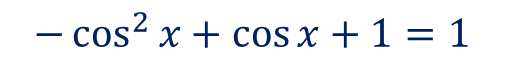 − cos² x + cos x + 1 = 1